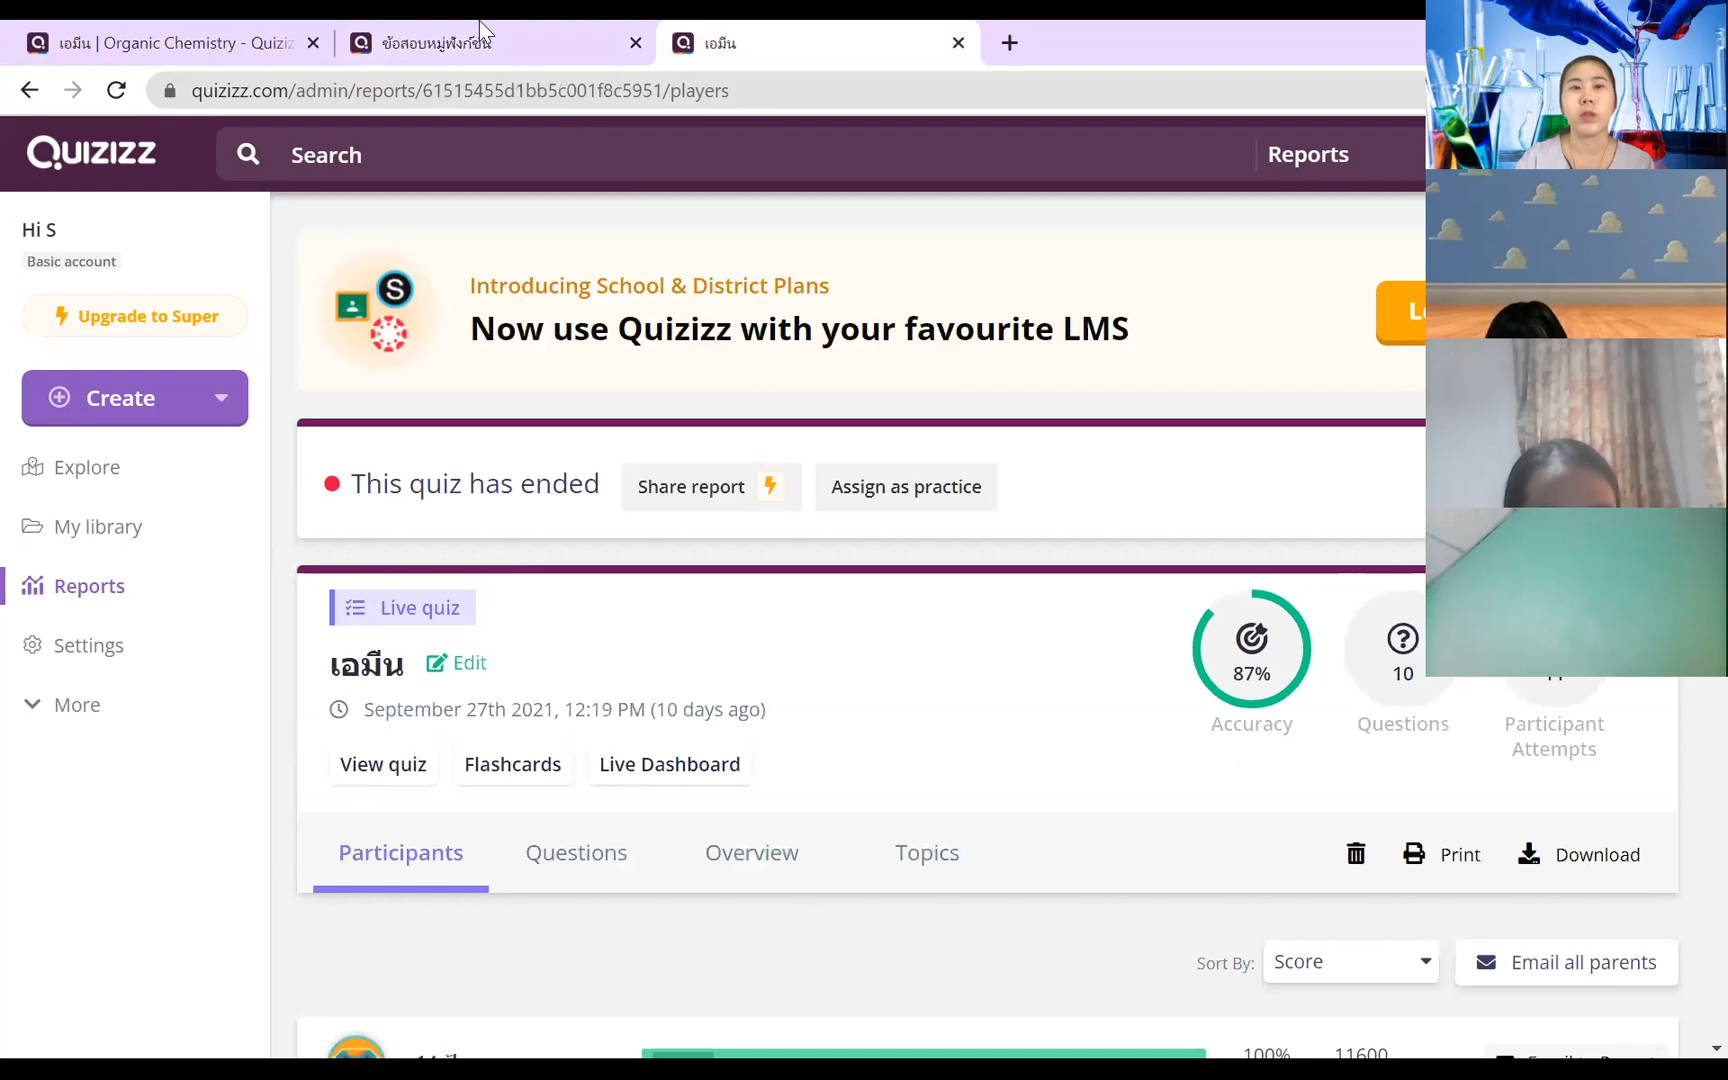 เอมีน | Organic Chemistry - Quiziz
ข้อสอบหมู่ฟังก์ชัน
เอมีน
quizizz.com/admin/reports/61515455d1bb5c001f8c5951/players
QUIZIZZ
Search
Reports
Hi S
Basic account
Upgrade to Super
Create
Explore
My library
Reports
Settings
More
S
Introducing School & District Plans
Now use Quizizz with your favourite LMS
This quiz has ended
Share report
Assign as practice
Live quiz
เอมีน
Edit
September 27th 2021, 12:19 PM (10 days ago)
View quiz
Flashcards
Live Dashboard
87%
Accuracy
10
Questions
Participant
Attempts
Participants
Questions
Overview
Topics
Print
Download
Sort By:
Score
Email all parents
100%
11600